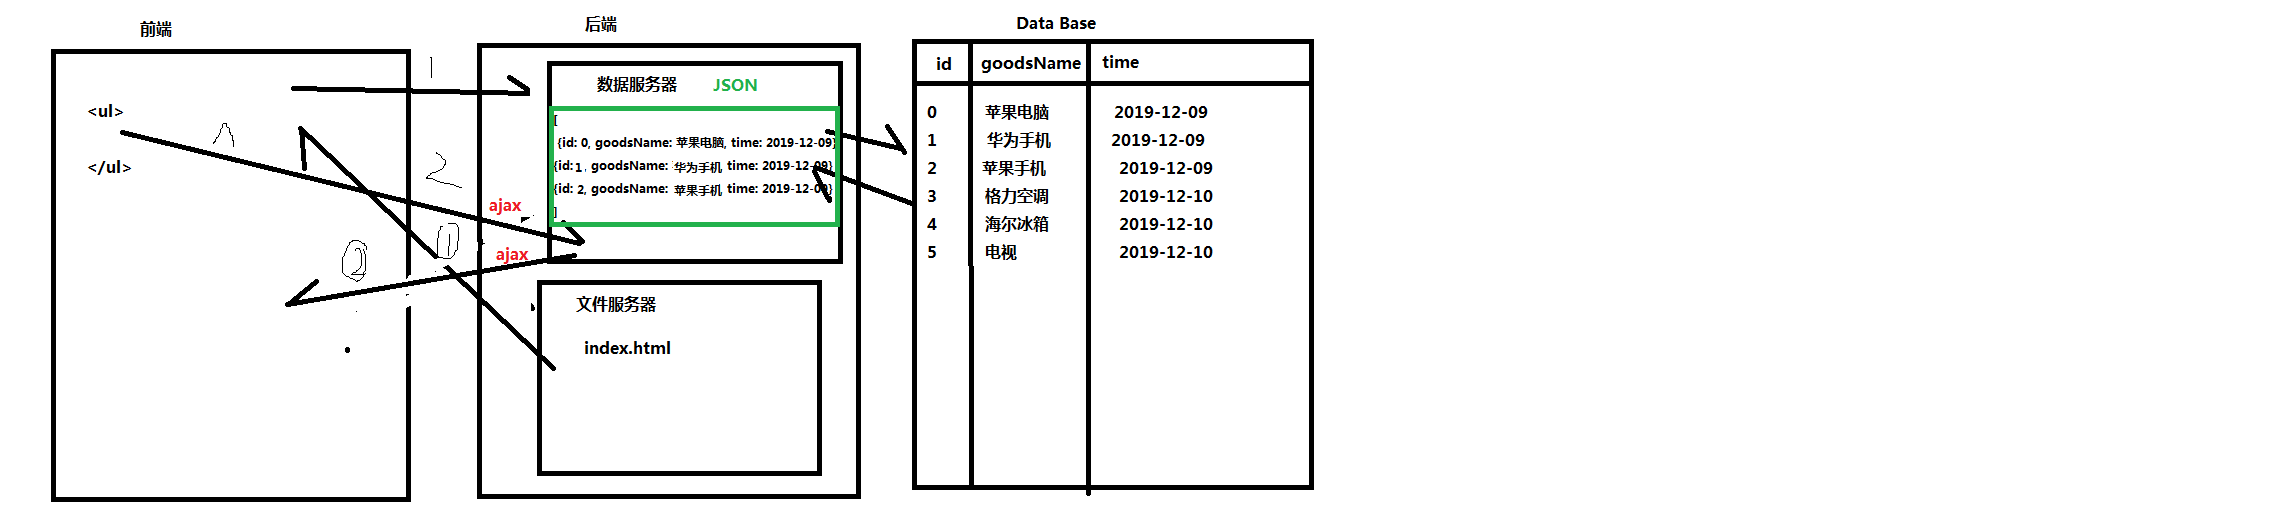 前端
1
<ul>
</ul>
2
ajax
1
ajax
2
后端
数据服务器 JSON
[
{id: 0, goodsName: 苹果电脑, time: 2019-12-09}
{id: 1, goodsName: 华为手机, time: 2019-12-09}
{id: 2, goodsName: 苹果手机, time: 2019-12-09}
]
文件服务器
index.html
Data Base
id goodsName time
0 苹果电脑 2019-12-09
1 华为手机 2019-12-09
2 苹果手机 2019-12-09
3 格力空调 2019-12-10
4 海尔冰箱 2019-12-10
5 电视 2019-12-10